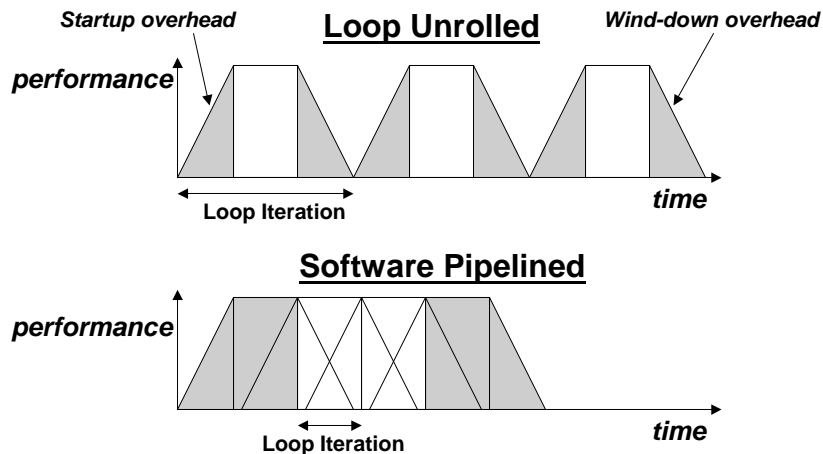 Startup overhead
Loop Unrolled
Wind-down overhead
performance
time
Loop Iteration
Software Pipelined
performance
time
Loop Iteration